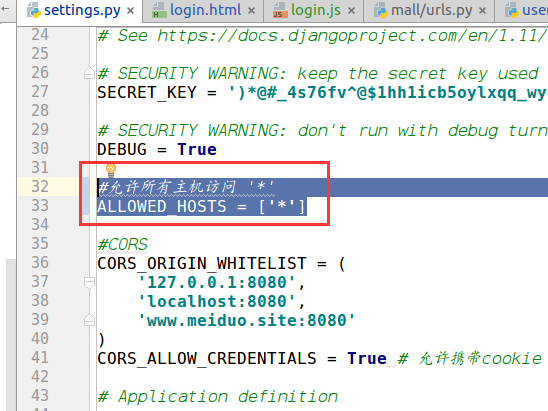 settings.py × login.html × login.js × mall/urls.py × user
24 # See https://docs.djangoproject.com/en/1.11/
25
26 # SECURITY WARNING: keep the secret key used
27 SECRET_KEY = ')*@#_4s76fv^@$1hh1icb5oylxqq_wy
28
29 # SECURITY WARNING: don't run with debug turn
30 DEBUG = True
31
32 #允许所有主机访问 '*'
33 ALLOWED_HOSTS = ['*']
34
35 #CORS
36 CORS_ORIGIN_WHITELIST = (
37 '127.0.0.1:8080',
38 'localhost:8080',
39 'www.meiduo.site:8080'
40 )
41 CORS_ALLOW_CREDENTIALS = True # 允许携带cookie
42
43 # Application definition
44